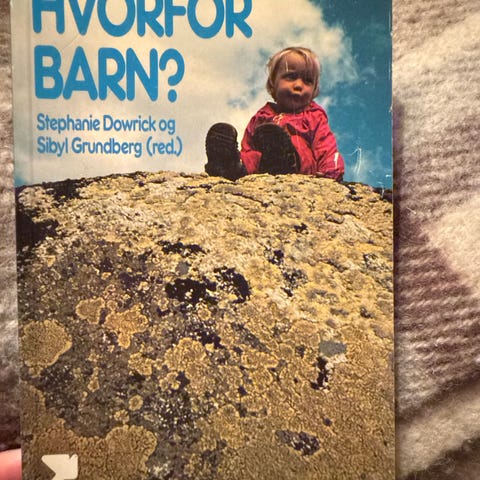 HVORFOR
BARN?
Stephanie Dowrick og
Sibyl Grundberg (red.)